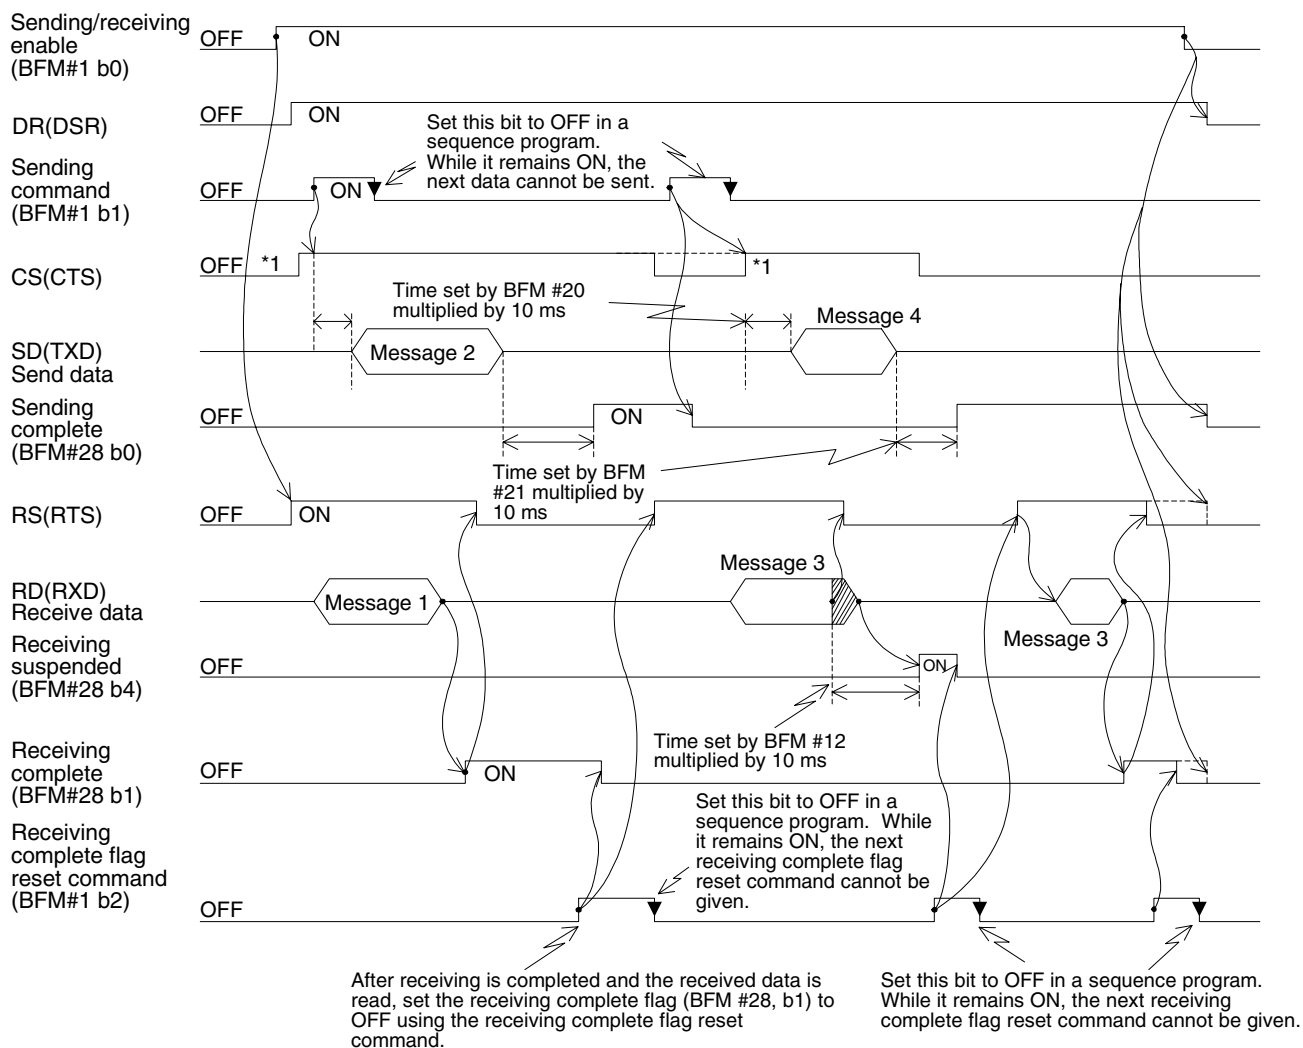 Sending/receiving
enable
(BFM#1 b0)
OFF
ON
DR(DSR)
OFF
ON
Set this bit to OFF in a
sequence program.
While it remains ON, the
next data cannot be sent.
Sending
command
(BFM#1 b1)
OFF
ON
CS(CTS)
OFF
*1
*1
Time set by BFM #20
multiplied by 10 ms
Message 4
SD(TXD)
Send data
Message 2
Sending
complete
(BFM#28 b0)
OFF
ON
Time set by BFM
#21 multiplied by
10 ms
RS(RTS)
OFF
ON
Message 3
RD(RXD)
Receive data
Message 1
Message 3
Receiving
suspended
(BFM#28 b4)
OFF
ON
Time set by BFM #12
multiplied by 10 ms
Receiving
complete
(BFM#28 b1)
OFF
ON
Set this bit to OFF in a
sequence program. While
it remains ON, the next
receiving complete flag
reset command cannot be
given.
Receiving
complete flag
reset command
(BFM#1 b2)
OFF
After receiving is completed and the received data is
read, set the receiving complete flag (BFM #28, b1) to
OFF using the receiving complete flag reset
command.
Set this bit to OFF in a sequence program.
While it remains ON, the next receiving
complete flag reset command cannot be given.